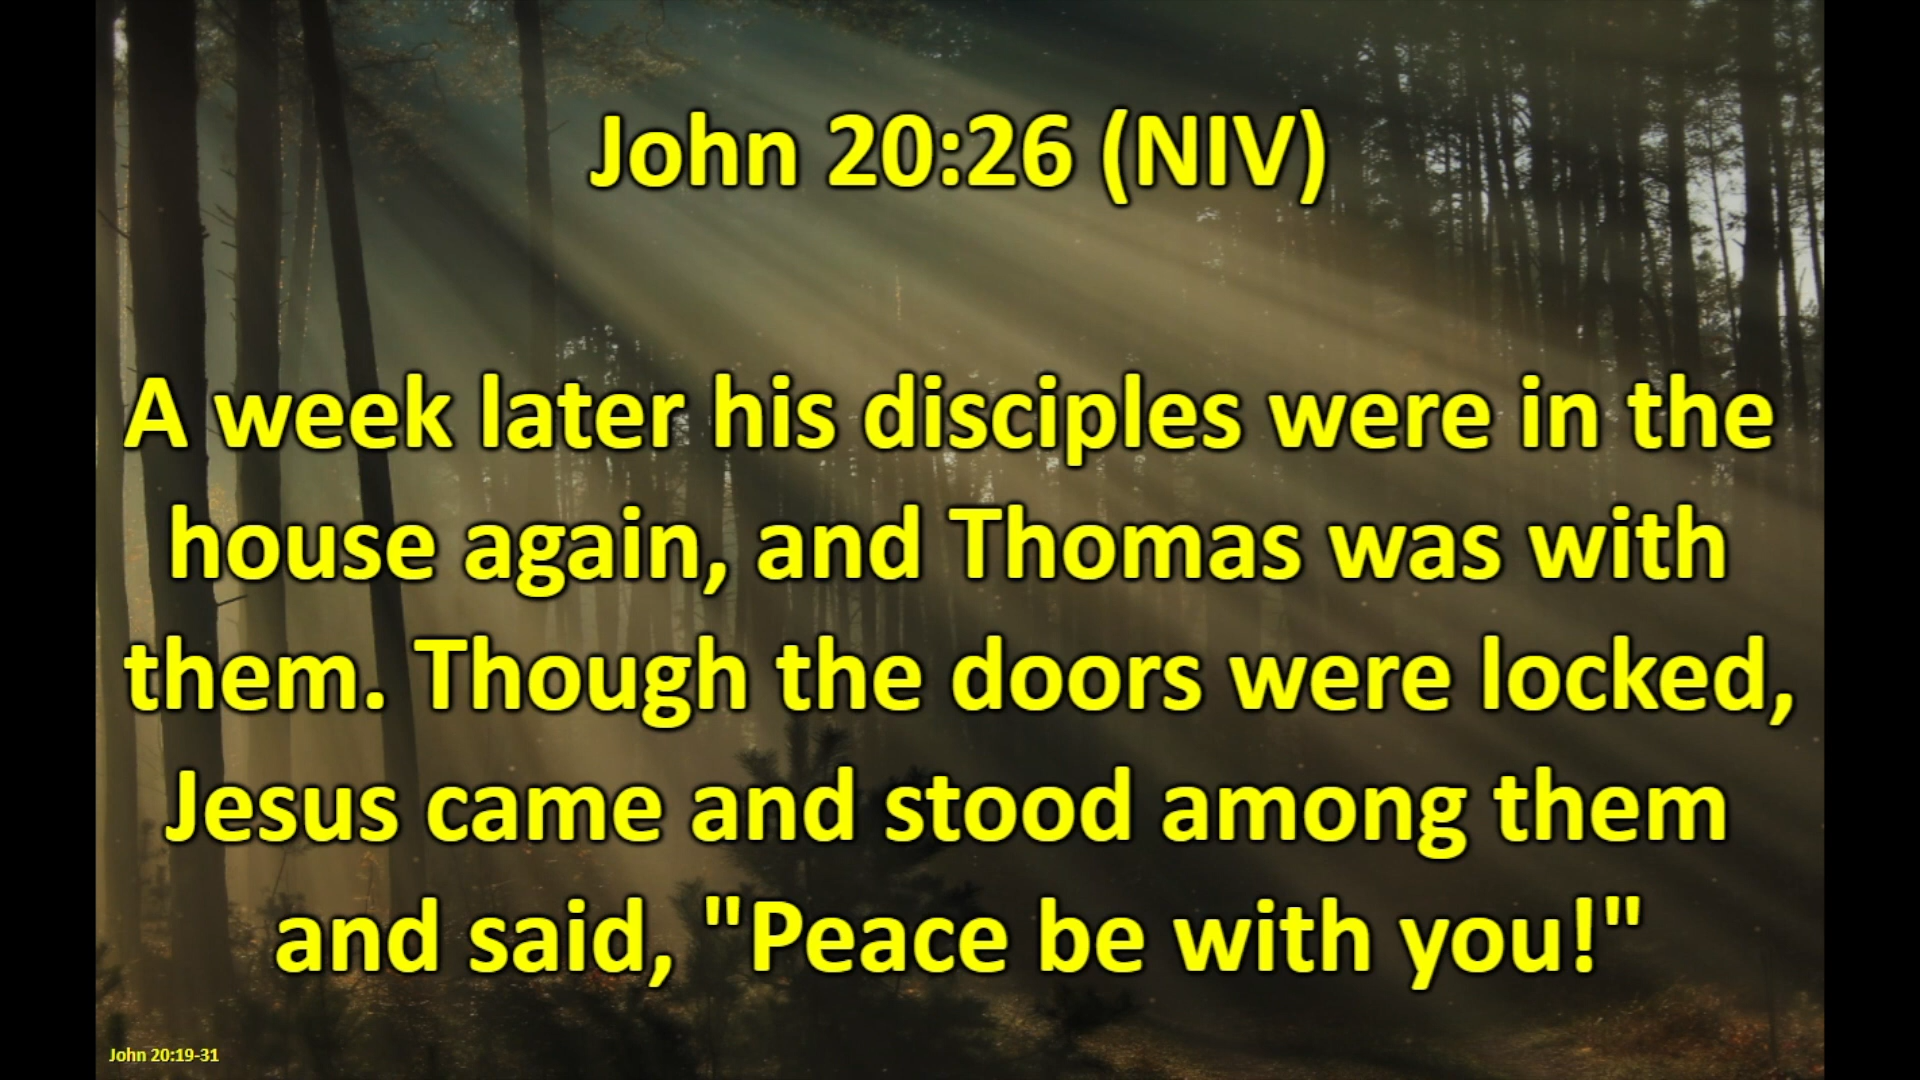 John 20:26 (NIV)
A week later his disciples were in the
house again, and Thomas was with
them. Though the doors were locked,
Jesus came and stood among them
and said, "Peace be with you!"
John 20:19-31